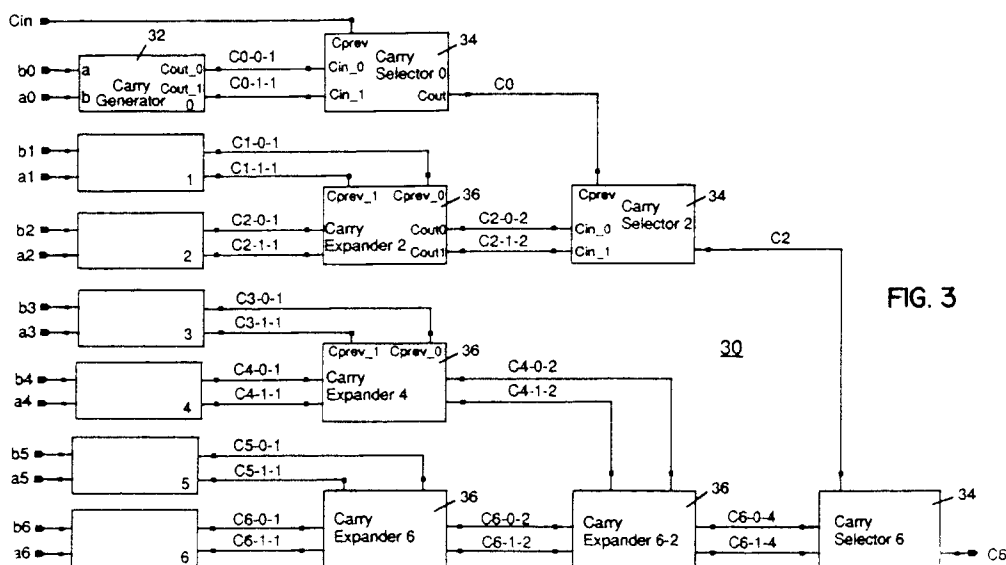 Cin
32
34
Cprev
b0
a
Cout_0
C0-0-1
Cin_0
Carry
Selector 0
Carry
Generator
Cout_1
C0-1-1
C0
a0
b
0
Cin_1
Cout
b1
C1-0-1
a1
1
C1-1-1
36
34
Cprev_1
Cprev_0
Cprev
b2
C2-0-1
Carry
Expander 2
Cout0
C2-0-2
Cin_0
Carry
Selector 2
a2
2
C2-1-1
Cout1
C2-1-2
Cin_1
C2
b3
C3-0-1
FIG. 3
a3
3
C3-1-1
36
30
Cprev_1
Cprev_0
b4
C4-0-1
Carry
Expander 4
C4-0-2
a4
4
C4-1-1
C4-1-2
b5
C5-0-1
a5
5
C5-1-1
36
36
34
b6
C6-0-1
Carry
Expander 6
C6-0-2
Carry
Expander 6-2
C6-0-4
Carry
Selector 6
a6
6
C6-1-1
C6-1-2
C6-1-4
C6